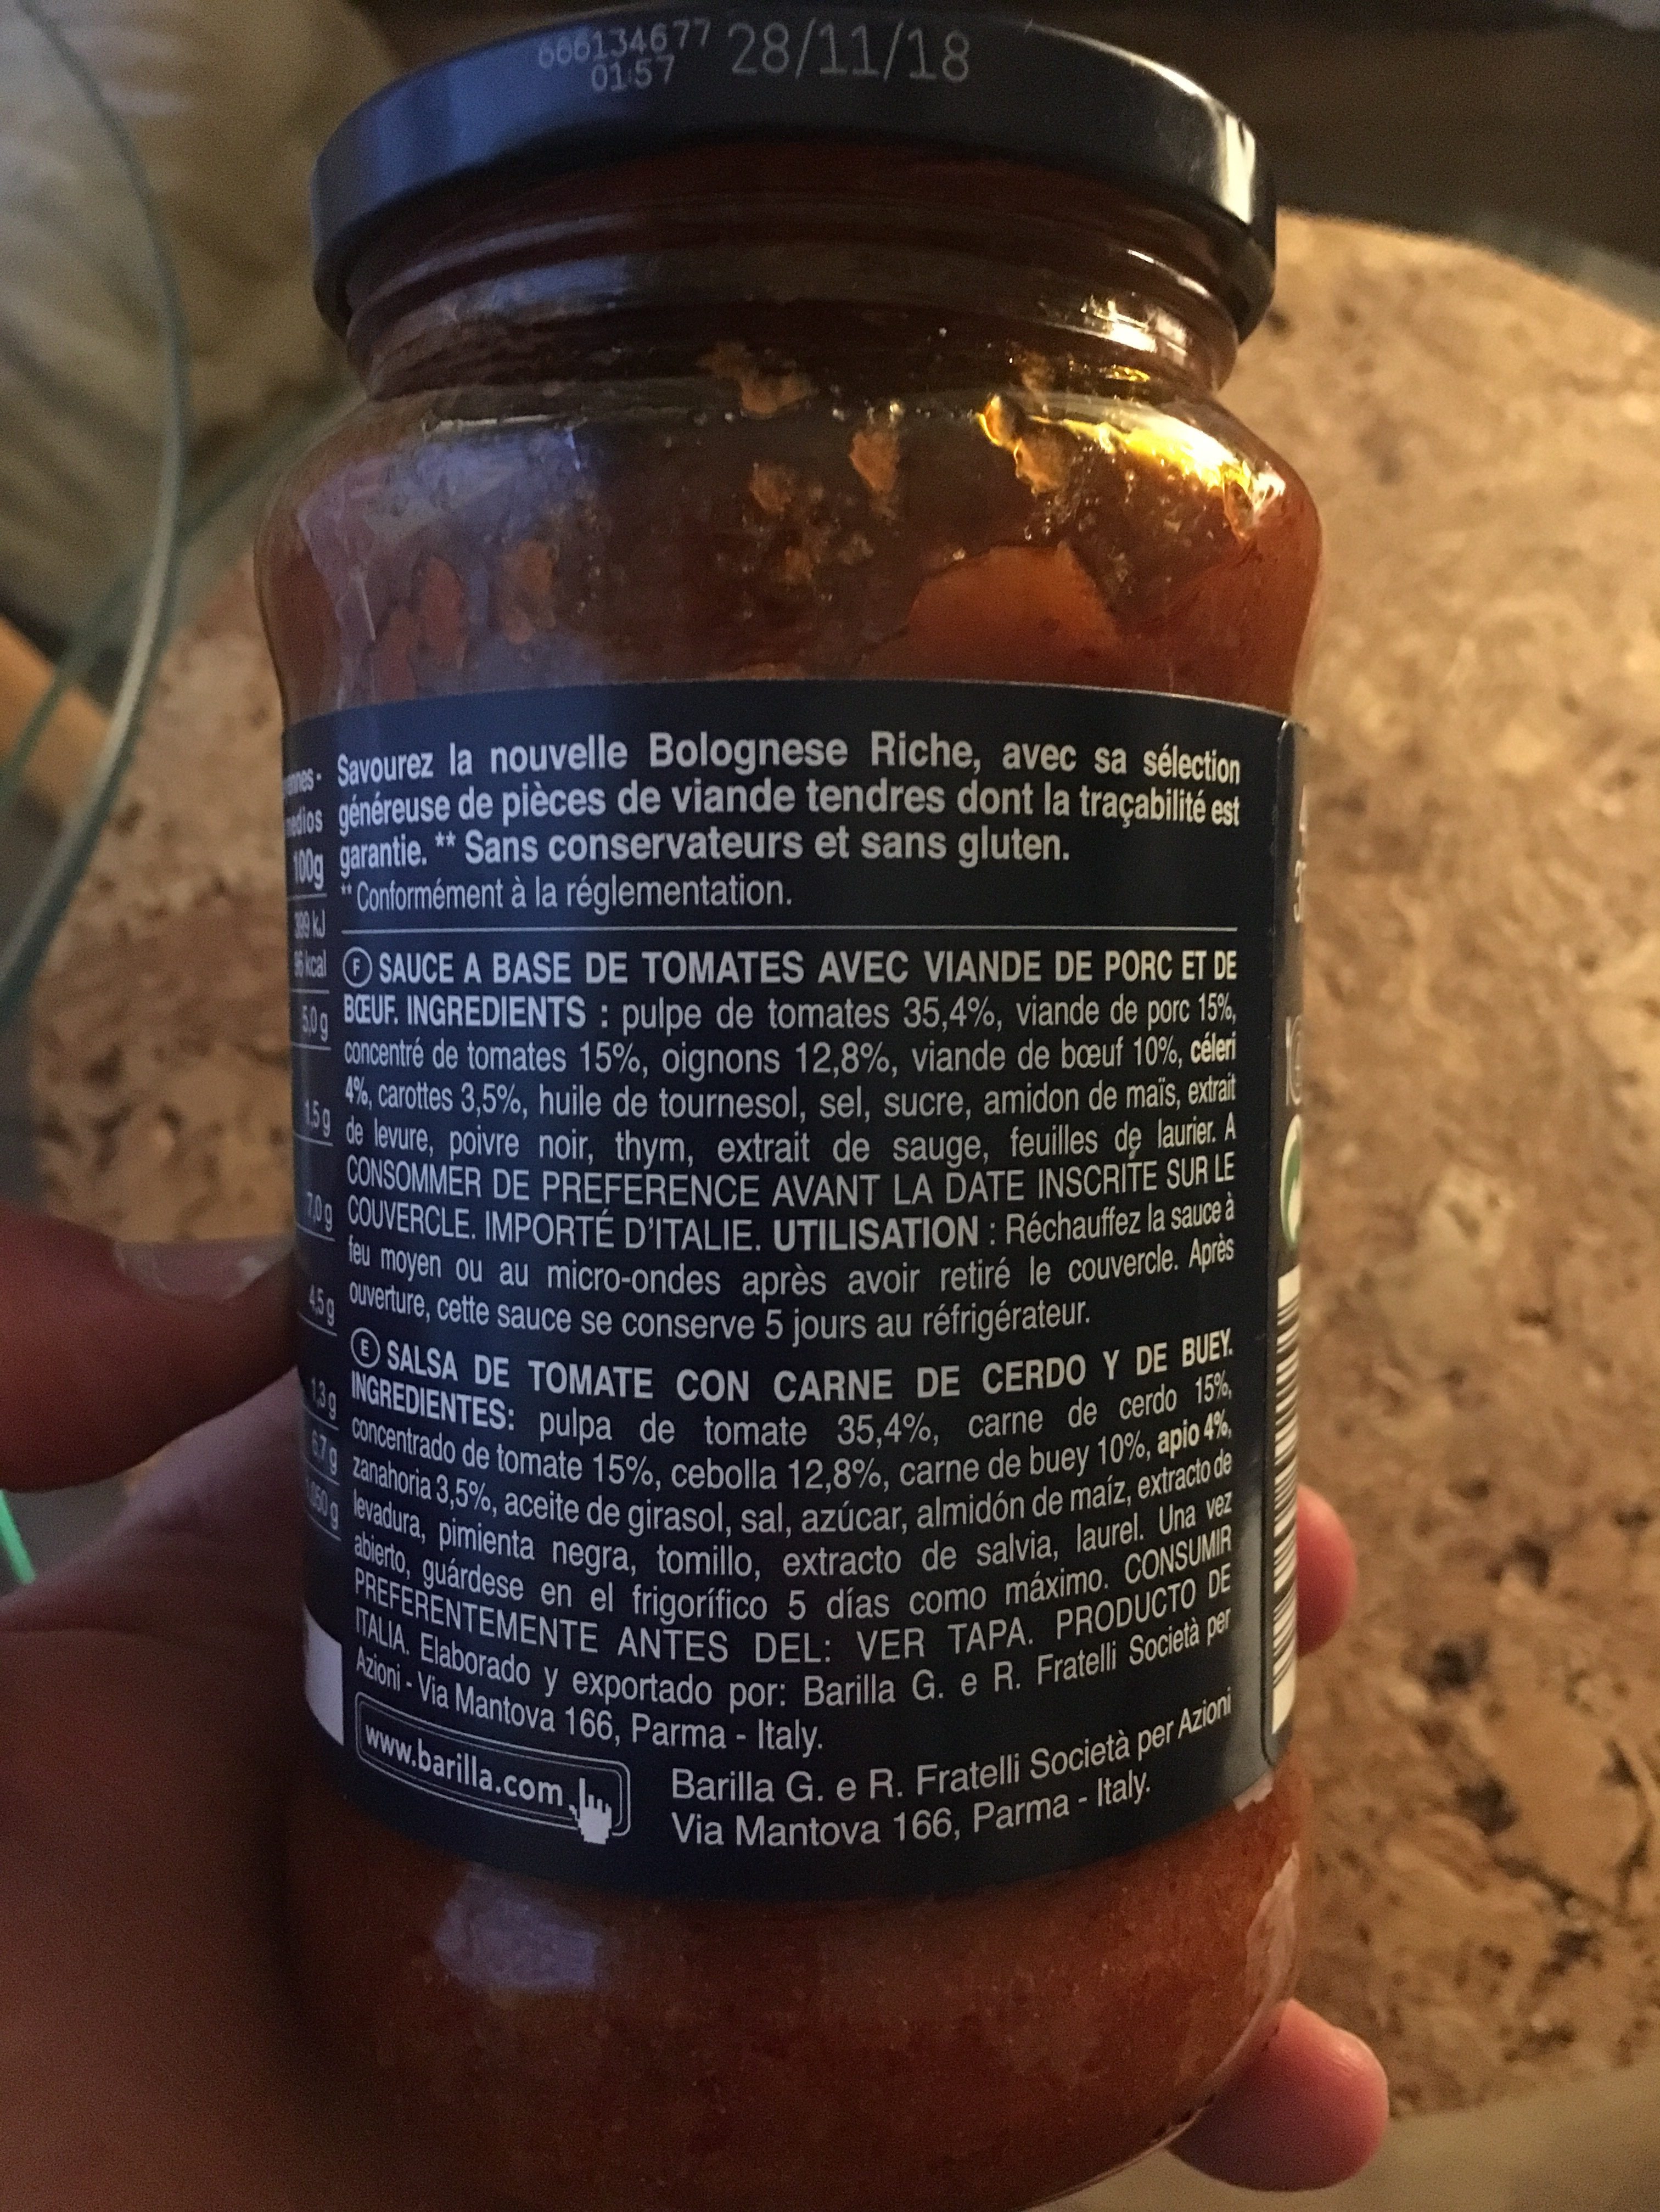 666134677 28/11/18
01:57
Savourez la nouvelle Bolognese Riche, avec sa sélection
généreuse de pièces de viande tendres dont la traçabilité est
garantie. ** Sans conservateurs et sans gluten.
** Conformément à la réglementation.
100g
399 kJ
kcal
5,0 g
1,5 g
7,0 g
4,5 g
1,3 g
6,7 g
Ⓕ SAUCE A BASE DE TOMATES AVEC VIANDE DE PORC ET DE
BŒUF. INGREDIENTS : pulpe de tomates 35,4%, viande de porc 15%,
concentré de tomates 15%, oignons 12,8%, viande de bœuf 10%, céleri
4%, carottes 3,5%, huile de tournesol, sel, sucre, amidon de maïs, extrait
de levure, poivre noir, thym, extrait de sauge, feuilles de laurier. A
CONSOMMER DE PREFERENCE AVANT LA DATE INSCRITE SUR LE
COUVERCLE. IMPORTÉ D'ITALIE. UTILISATION : Réchauffez la sauce à
feu moyen ou au micro-ondes après avoir retiré le couvercle. Après
ouverture, cette sauce se conserve 5 jours au réfrigérateur.
Ⓔ SALSA DE TOMATE CON CARNE DE CERDO Y DE BUEY.
INGREDIENTES: pulpa de tomate 35,4%, carne de cerdo 15%,
concentrado de tomate 15%, cebolla 12,8%, carne de buey 10%, apio 4%,
zanahoria 3,5%, aceite de girasol, sal, azúcar, almidón de maíz, extracto de
levadura, pimienta negra, tomillo, extracto de salvia, laurel. Una vez
abierto, guárdese en el frigorífico 5 días como máximo. CONSUMIR
PREFERENTEMENTE ANTES DEL: VER TAPA. PRODUCTO DE
ITALIA. Elaborado y exportado por: Barilla G. e R. Fratelli Società per
Azioni - Via Mantova 166, Parma - Italy.
www.barilla.com
Barilla G. e R. Fratelli Società per Azioni
Via Mantova 166, Parma - Italy.